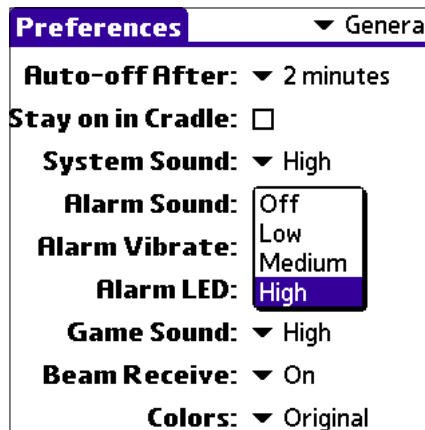 Preferences General
Auto-off After: 2 minutes
Stay on in Cradle:
System Sound: High
Alarm Sound: Off
Low
Alarm Vibrate:
Medium
Alarm LED: High
Game Sound: High
Beam Receive: On
Colors: Original